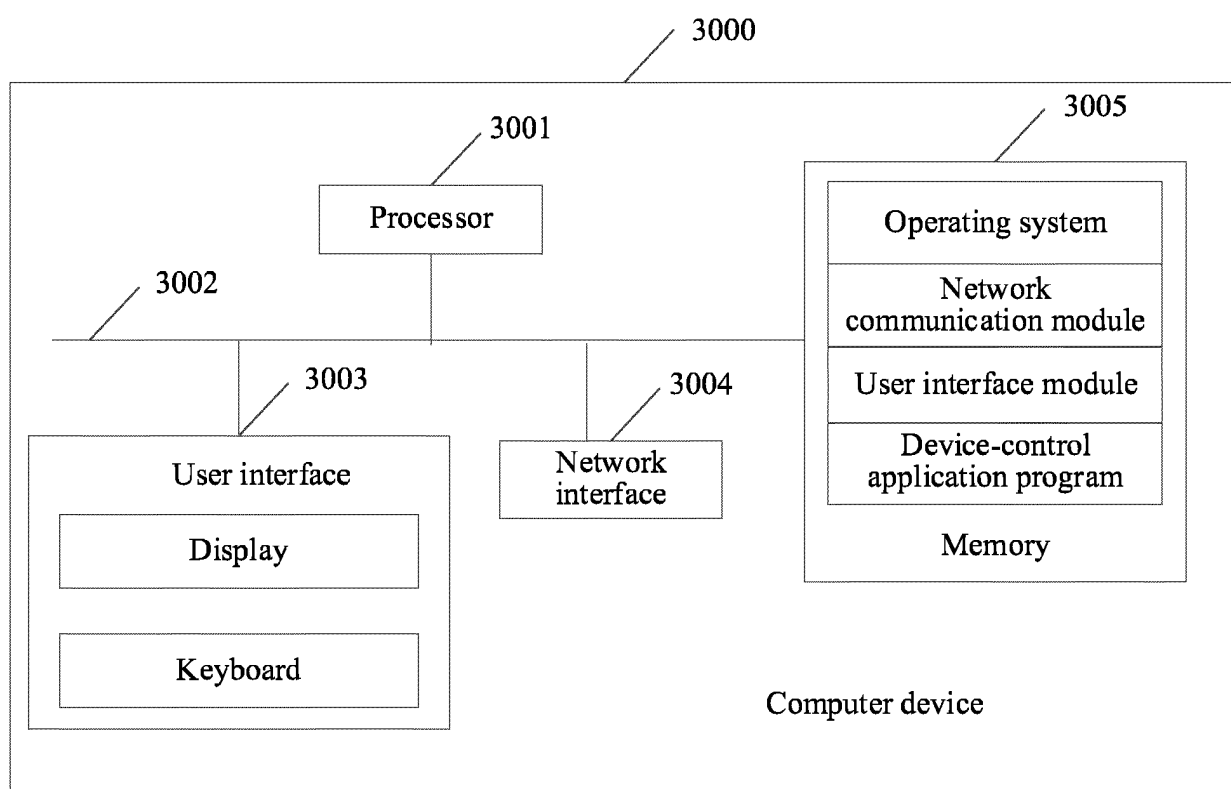 3000
3001
3005
Processor
Operating system
3002
Network
communication module
3003
3004
User interface module
User interface
Network
interface
Device-control
application program
Display
Memory
Keyboard
Computer device